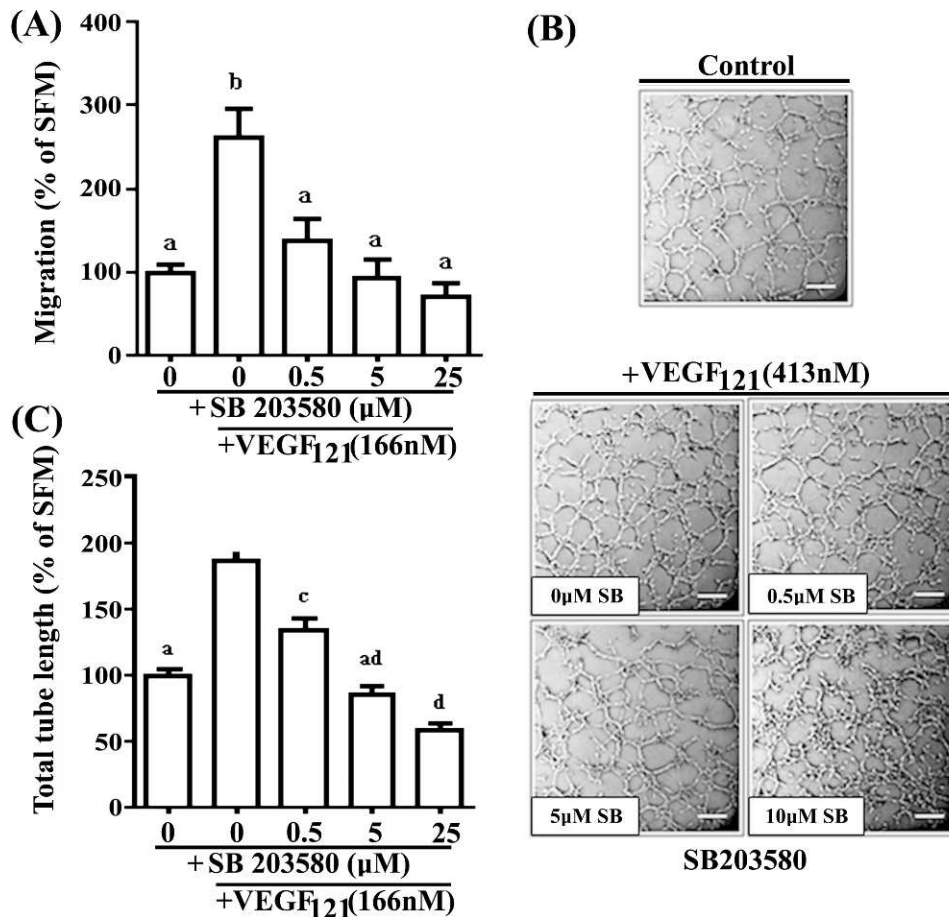 (A)
Migration (% of SFM)
400
300
200
100
0
a
b
a
a
a
0 0 0.5 5 25
+SB 203580 (µM)
+VEGF121(166nM)
(B)
Control
+VEGF121(413nM)
0µM SB
0.5µM SB
5µM SB
10µM SB
SB203580
(C)
Total tube length (% of SFM)
250
200
150
100
50
0
a
c
ad
d
0 0 0.5 5 25
+SB 203580 (µM)
+VEGF121(166nM)